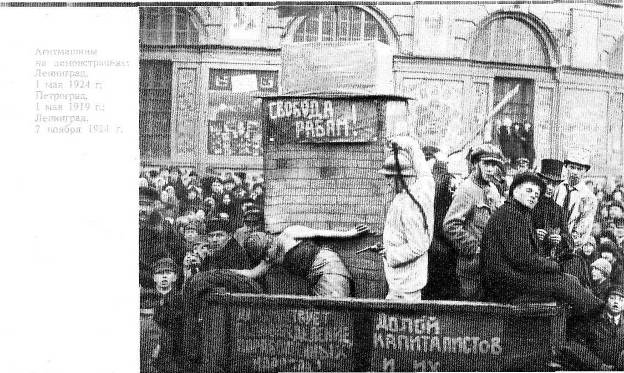 Агитмашины
на демонстрациях:
Ленинград,
1 мая 1924 г.;
Петроград,
1 мая 1919 г.;
Ленинград,
7 ноября 1924 г.
СВОБОДА
РАБАМ!
ДА
ДОЛОЙ
КАПИТАЛИСТОВ
И ИХ